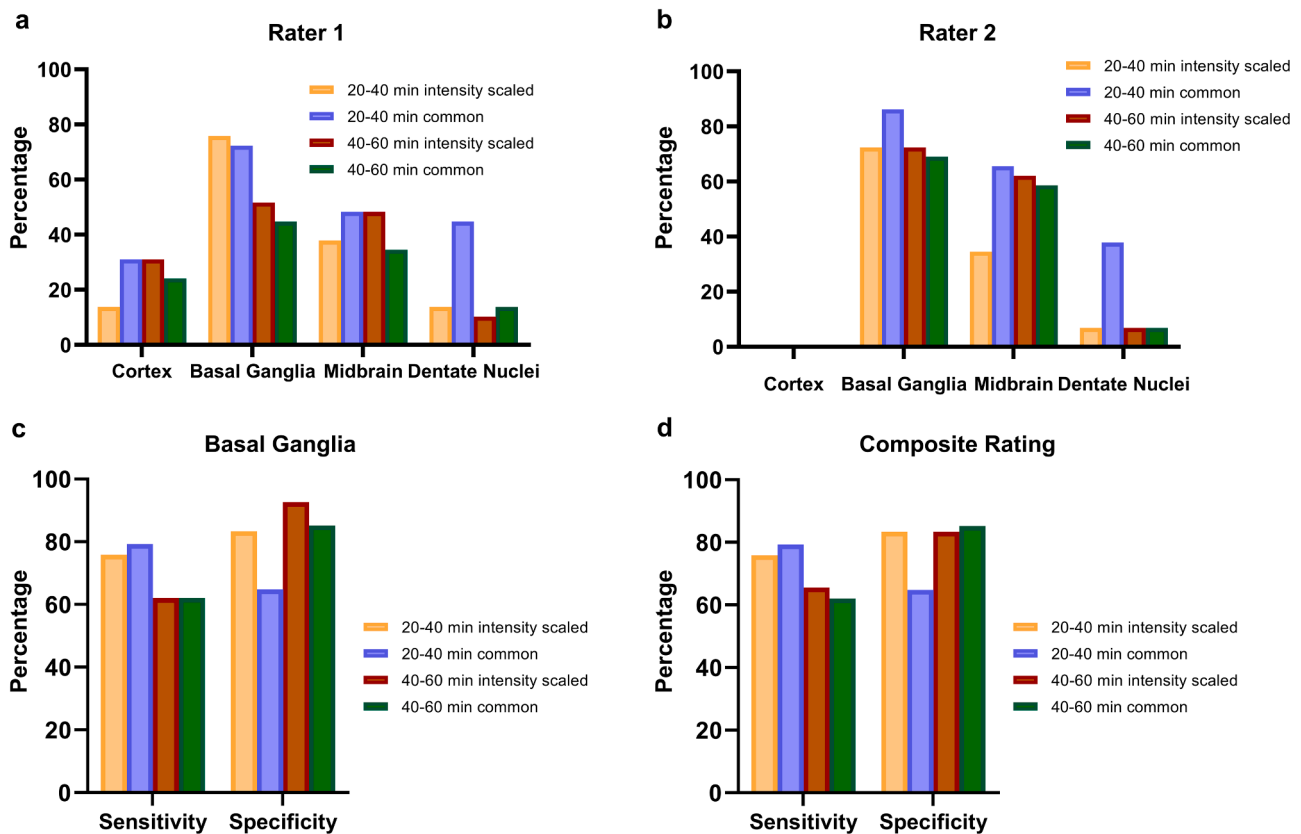 a
Rater 1
Percentage
100
80
60
40
20
0
20-40 min intensity scaled
20-40 min common
40-60 min intensity scaled
40-60 min common
Cortex Basal Ganglia Midbrain Dentate Nuclei
b
Rater 2
Percentage
100
80
60
40
20
0
20-40 min intensity scaled
20-40 min common
40-60 min intensity scaled
40-60 min common
Cortex Basal Ganglia Midbrain Dentate Nuclei
c
Basal Ganglia
Percentage
100
80
60
40
20
0
20-40 min intensity scaled
20-40 min common
40-60 min intensity scaled
40-60 min common
Sensitivity Specificity
d
Composite Rating
Percentage
100
80
60
40
20
0
20-40 min intensity scaled
20-40 min common
40-60 min intensity scaled
40-60 min common
Sensitivity Specificity